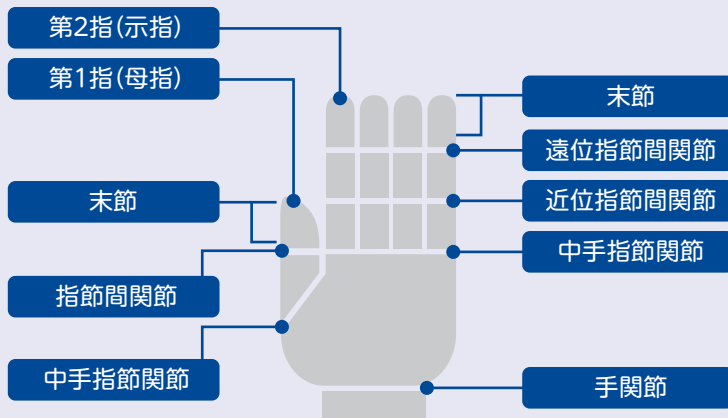 第2指(示指)
第1指(母指)
末節
指節間関節
中手指節関節
末節
遠位指節間関節
近位指節間関節
中手指節関節
手関節